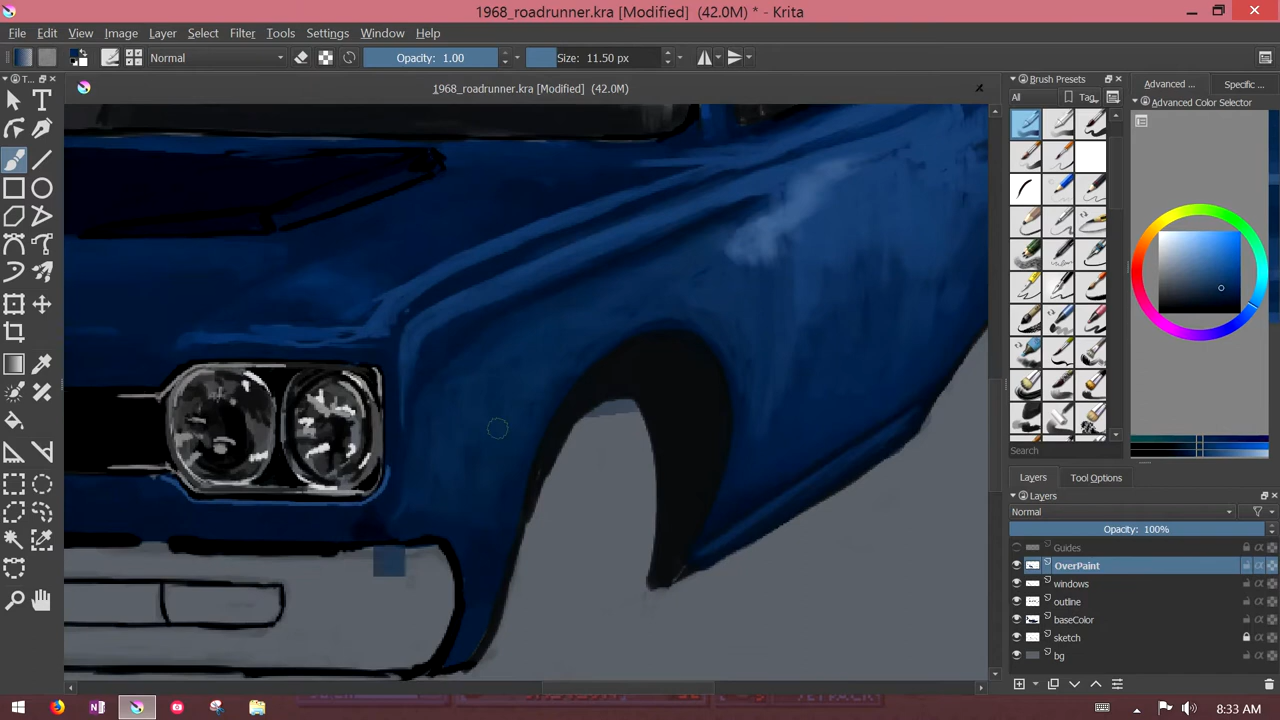 1968_roadrunner.kra [Modified] (42.0M) * - Krita
File Edit View Image Layer Filter Select Tools Settings Window Help
Normal Opacity: 1.00 Size: 11.50 px
T...
1968_roadrunner.kra [Modified] (42.0M)
Brush Presets
All Tag
Search
Advanced ... Specific ...
Advanced Color Selector
Layers Tool Options
Layers
Normal
Opacity: 100%
Guides
OverPaint
windows
outline
baseColor
sketch
bg
8:33 AM